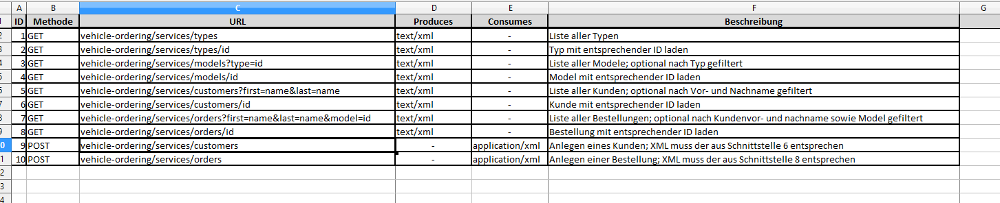 A B C D E F G
ID Methode URL Produces Consumes Beschreibung
1 GET vehicle-ordering/services/types text/xml - Liste aller Typen
2 GET vehicle-ordering/services/types/id text/xml - Typ mit entsprechender ID laden
3 GET vehicle-ordering/services/models?type=id text/xml - Liste aller Modele; optional nach Typ gefiltert
4 GET vehicle-ordering/services/models/id text/xml - Model mit entsprechender ID laden
5 GET vehicle-ordering/services/customers?first=name&last=name text/xml - Liste aller Kunden; optional nach Vor- und Nachname gefiltert
6 GET vehicle-ordering/services/customers/id text/xml - Kunde mit entsprechender ID laden
7 GET vehicle-ordering/services/orders?first=name&last=name&model=id text/xml - Liste aller Bestellungen; optional nach Kundenvor- und nachname sowie Model gefiltert
8 GET vehicle-ordering/services/orders/id text/xml - Bestellung mit entsprechender ID laden
9 POST vehicle-ordering/services/customers - application/xml Anlegen eines Kunden; XML muss der aus Schnittstelle 6 entsprechen
10 POST vehicle-ordering/services/orders - application/xml Anlegen einer Bestellung; XML muss der aus Schnittstelle 8 entsprechen